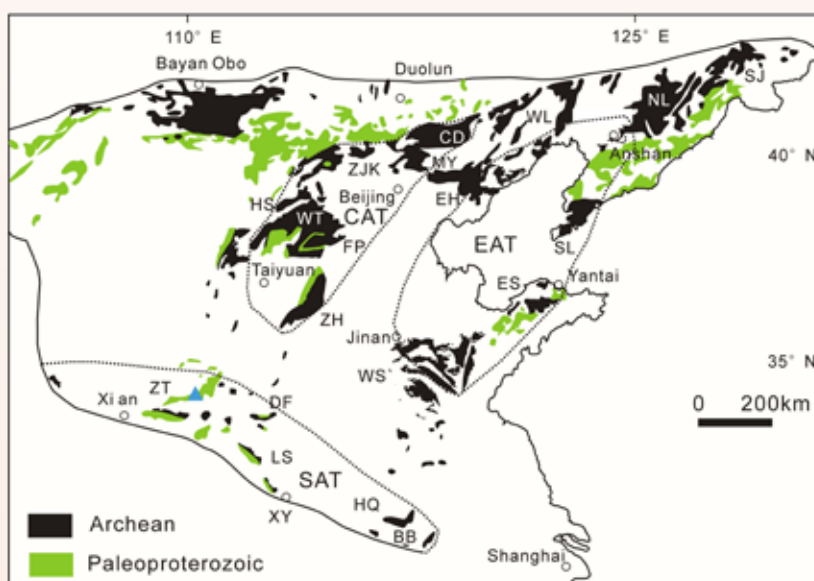 110° E
125° E
Bayan Obo
Duolun
SJ
NL
WL
CD
Anshan
MY
ZJK
40° N
Beijing
EH
HS
CAT
WT
FP
EAT
SL
Taiyuan
ES
Yantai
ZH
Jinan
35° N
WS
ZT
Xi an
DF
0 200km
LS
SAT
HQ
XY
BB
Archean
Paleoproterozoic
Shanghai